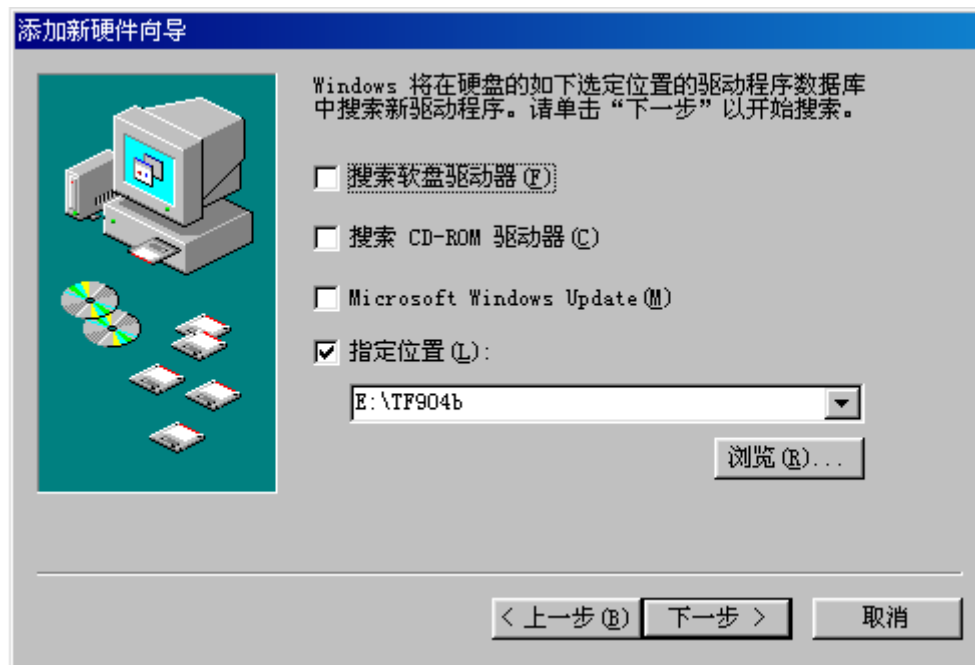 添加新硬件向导
Windows 将在硬盘的如下选定位置的驱动程序数据库
中搜索新驱动程序。请单击“下一步”以开始搜索。
搜索软盘驱动器(F)
搜索 CD-ROM 驱动器(C)
Microsoft Windows Update(M)
指定位置(L):
E:\TF904b
浏览(R)...
< 上一步(B)
下一步 >
取消